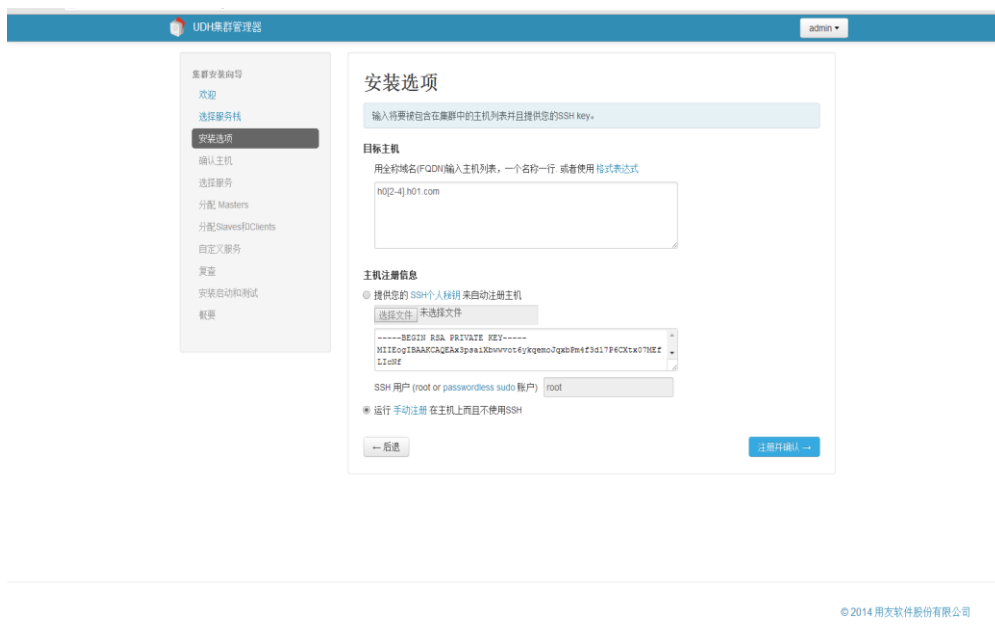 UDH集群管理器
admin
集群安装向导
欢迎
选择服务栈
安装选项
确认主机
选择服务
分配 Masters
分配Slaves和Clients
自定义服务
复查
安装启动和测试
概要
安装选项
输入将要被包含在集群中的主机列表并且提供您的SSH key。
目标主机
用全称域名(FQDN)输入主机列表，一个名称一行. 或者使用 格式表达式
h0[2-4].h01.com
主机注册信息
提供您的 SSH个人秘钥 来自动注册主机
选择文件 未选择文件
-----BEGIN RSA PRIVATE KEY-----
MIIEogIBAAKCAQEAx3psaiXbwvvot6ykqemoJqxbPm4f3dl7P6CXtx07MEf
LIcNf
SSH 用户 (root or passwordless sudo 账户) root
运行 手动注册 在主机上而且不使用SSH
← 后退
注册并确认 →
© 2014 用友软件股份有限公司